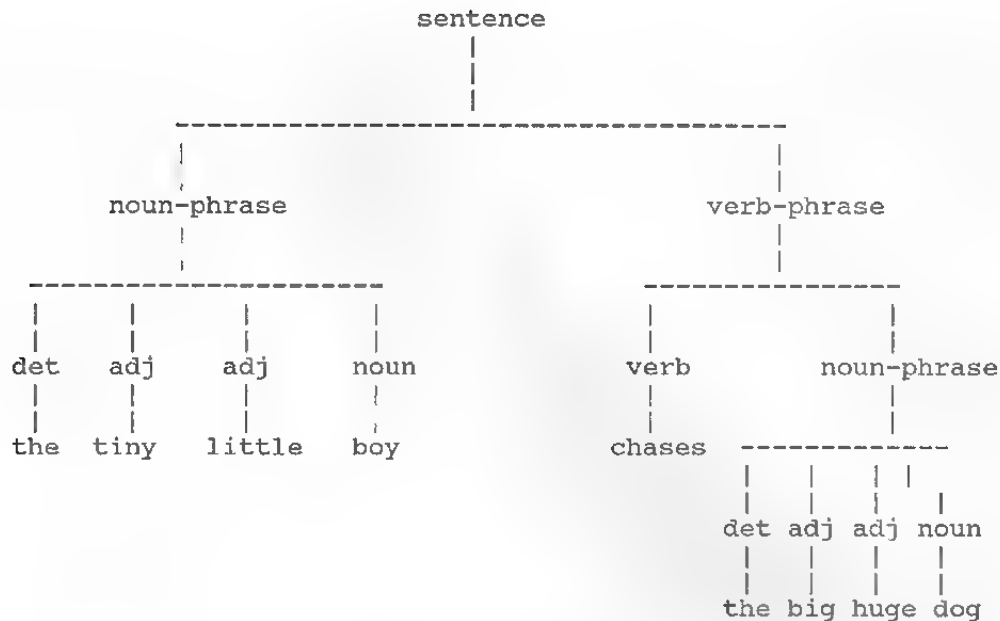 sentence
noun-phrase verb-phrase
det adj adj noun verb noun-phrase
the tiny little boy chases
det adj adj noun
the big huge dog